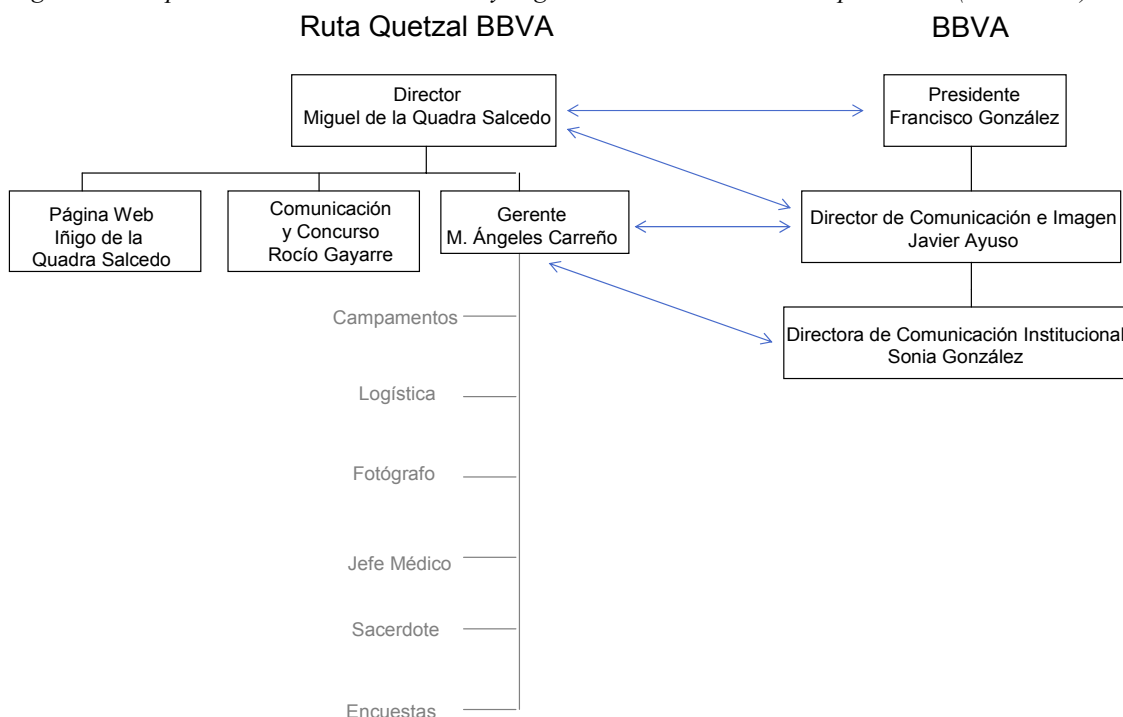 Ruta Quetzal BBVA
BBVA
Director
Miguel de la Quadra Salcedo
Presidente
Francisco González
Página Web
Iñigo de la
Quadra Salcedo
Comunicación
y Concurso
Rocío Gayarre
Gerente
M. Ángeles Carreño
Director de Comunicación e Imagen
Javier Ayuso
Directora de Comunicación Institucional
Sonia González
Campamentos
Logística
Fotógrafo
Jefe Médico
Sacerdote
Encuestas